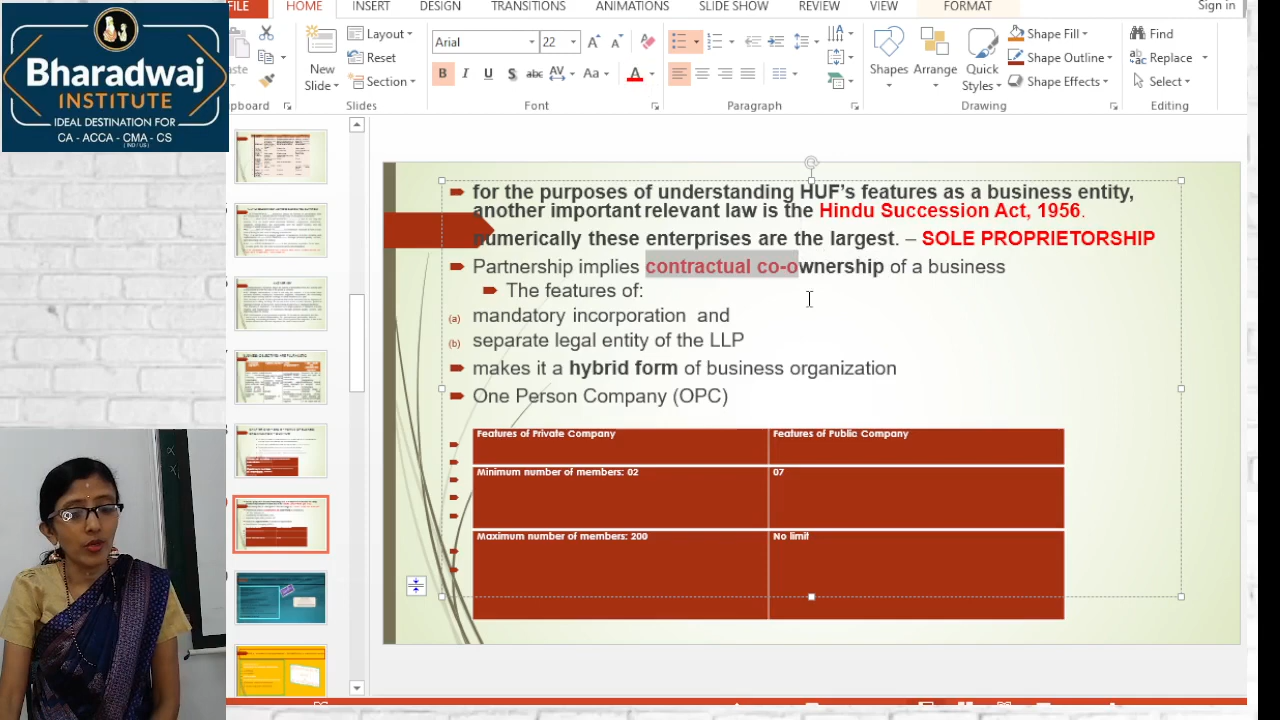 FILE HOME INSERT DESIGN TRANSITIONS ANIMATIONS SLIDE SHOW REVIEW VIEW FORMAT Sign in
Bharadwaj
INSTITUTE
IDEAL DESTINATION FOR
CA - ACCA - CMA - CS
( IND / US )
New
Slide
Layout
Reset
Section
Slides
Arial 22
B I U S abc AV Aa A
Font
Paragraph
Shapes Arrange Quick
Styles
Shape Fill
Shape Outline
Shape Effects
Drawing
Find
Replace
Select
Editing
for the purposes of understanding HUF's features as a business entity,
another important relevant law is the Hindu Succession Act, 1956.
numerically these enterprises are the largest. – SOLE PROPRIETORSHIP
Partnership implies contractual co-ownership of a business
The features of:
(a) mandatory incorporation and
(b) separate legal entity of the LLP
makes it a hybrid form of business organization
One Person Company (OPC)
Features of Private Company Features of Public Company
Minimum number of members: 02 07
Maximum number of members: 200 No limit